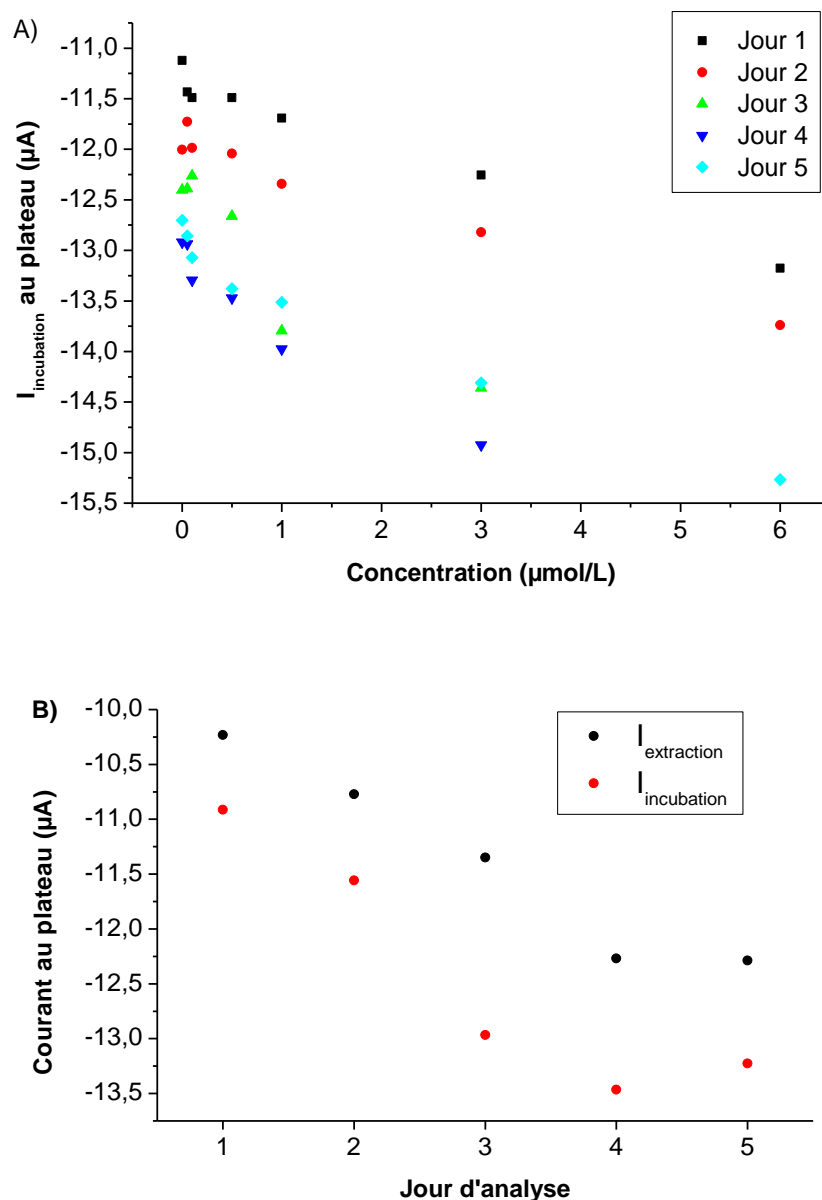 A)
Jour 1
Jour 2
Jour 3
Jour 4
Jour 5
-11,0
-11,5
-12,0
-12,5
-13,0
-13,5
-14,0
-14,5
-15,0
-15,5
I incubation au plateau (µA)
0 1 2 3 4 5 6
Concentration (µmol/L)
B)
I extraction
I incubation
-10,0
-10,5
-11,0
-11,5
-12,0
-12,5
-13,0
-13,5
Courant au plateau (µA)
1 2 3 4 5
Jour d'analyse